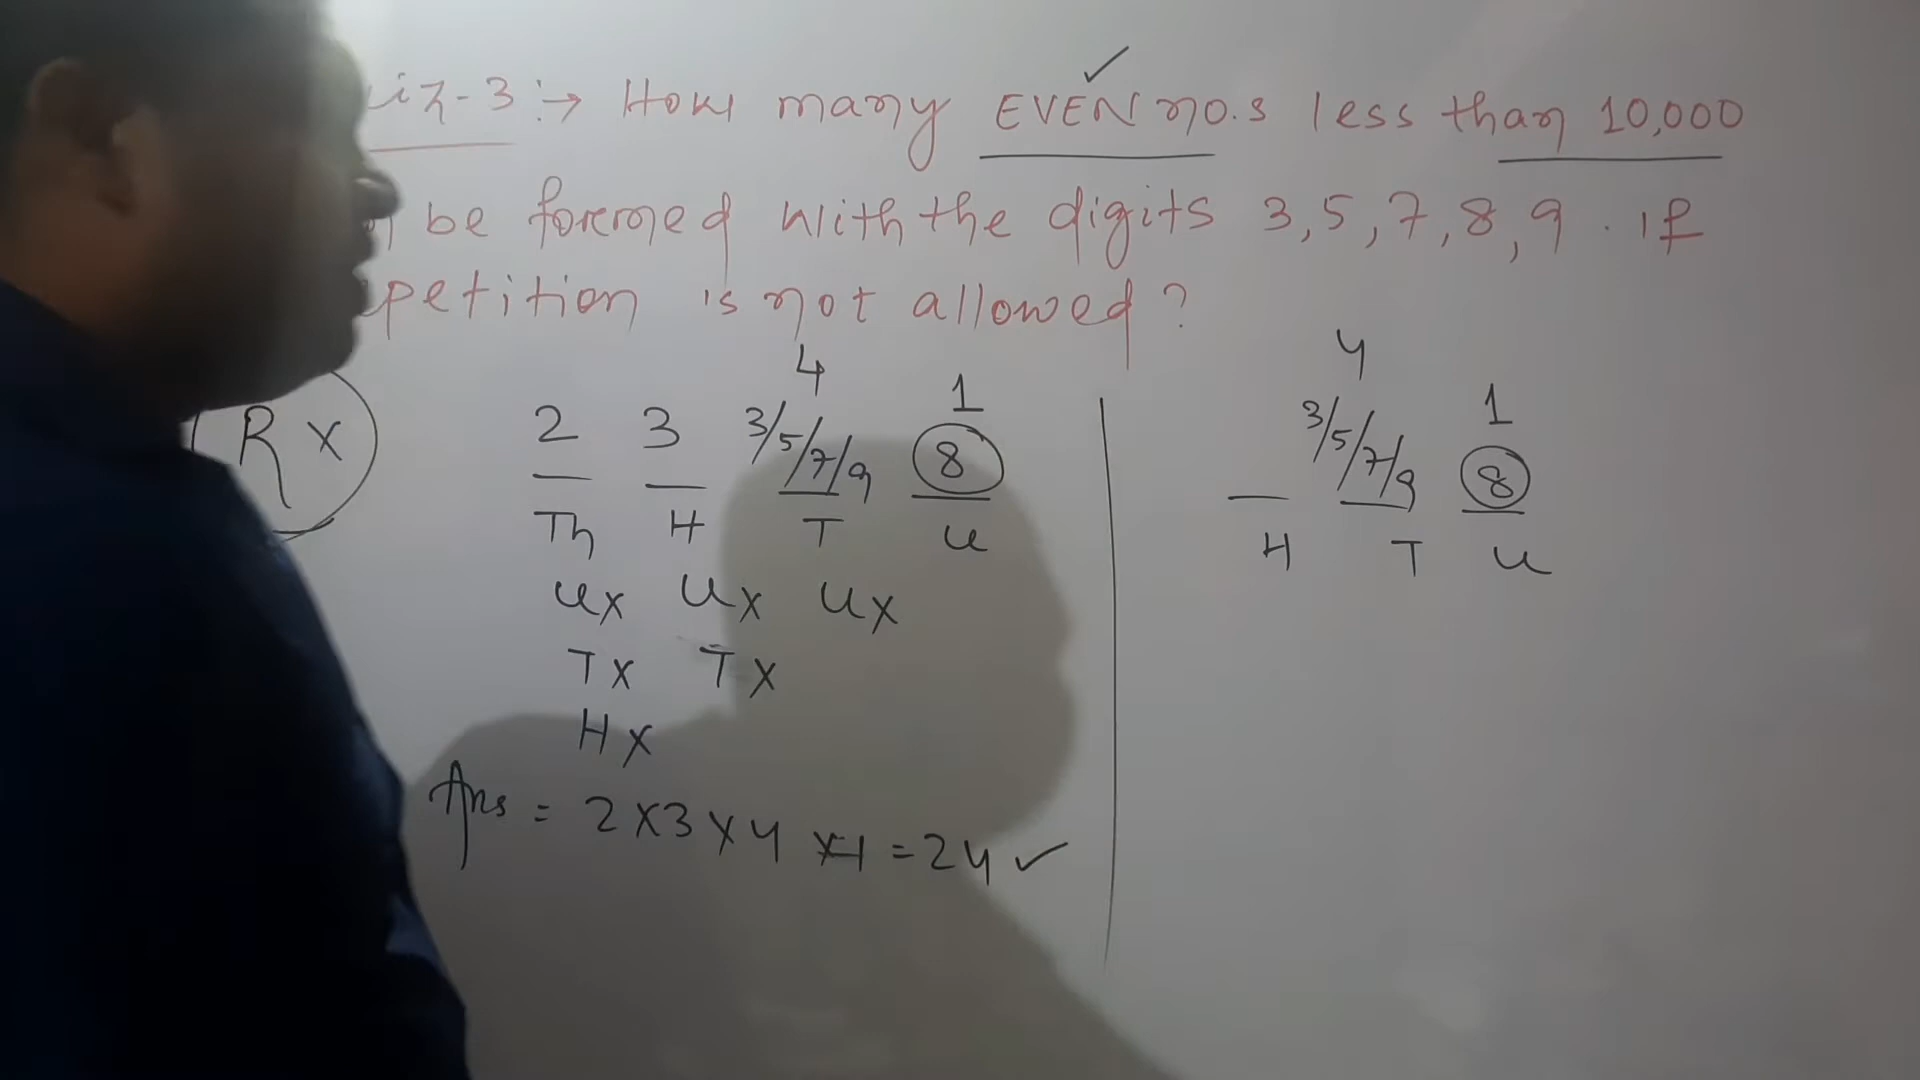 iz-3 :→ How many EVEN no.s less than 10,000
be formed with the digits 3,5,7,8,9. if
petition is not allowed?
R x
4
1
2 3 3/5/7/9 8
Th H T u
ux ux ux
Tx Tx
Hx
Ans = 2x3x4x1=24 ✓
4
1
3/5/7/9 8
H T u